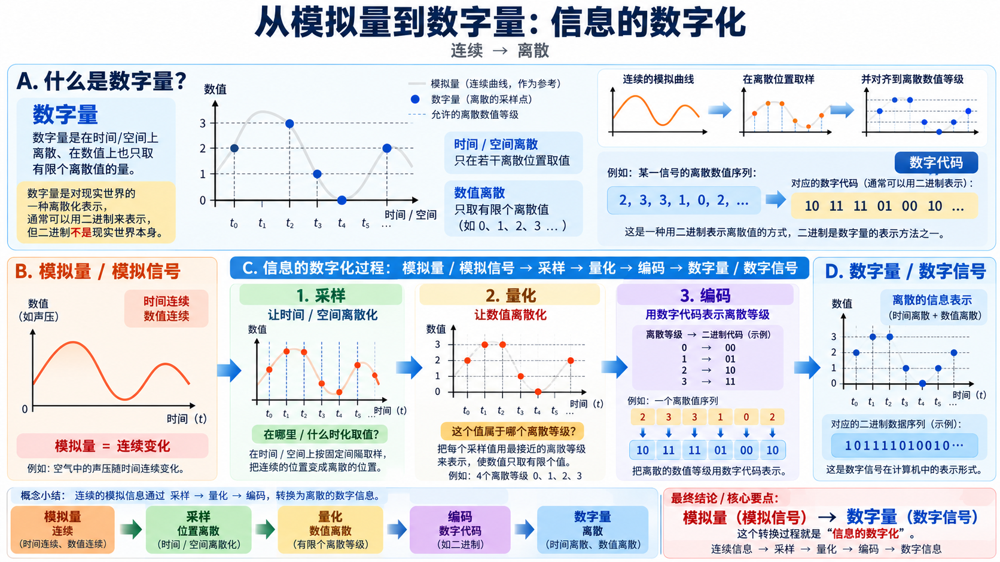 从模拟量到数字量：信息的数字化
连续 → 离散
A. 什么是数字量？
数字量
数字量是在时间/空间上
离散、在数值上也只取
有限个离散值的量。
数字量是对现实世界的
一种离散化表示，
通常可以用二进制来表示，
但二进制不是现实世界本身。
数值
3
2
1
0
t₀ t₁ t₂ t₃ t₄ t₅ …
时间 / 空间
模拟量（连续曲线，作为参考）
数字量（离散的采样点）
允许的离散数值等级
时间 / 空间离散
只在若干离散位置取值
数值离散
只取有限个离散值
（如 0、1、2、3 … ）
连续的模拟曲线
在离散位置取样
并对齐到离散数值等级
数字代码
例如：某一信号的离散数值序列：
2, 3, 3, 1, 0, 2, …
对应的数字代码（通常可以用二进制表示）：
10 11 11 01 00 10 …
这是一种用二进制表示离散值的方式，二进制是数字量的表示方法之一。
B. 模拟量 / 模拟信号
时间连续
数值连续
数值
（如声压）
0
时间（t）
模拟量 = 连续变化
例如：空气中的声压随时间连续变化。
C. 信息的数字化过程： 模拟量 / 模拟信号 → 采样 → 量化 → 编码 → 数字量 / 数字信号
1. 采样
让时间 / 空间离散化
数值
t₀ t₁ t₂ t₃ t₄ t₅ …
时间（t）
在哪里 / 什么时化取值？
在时间 / 空间上按固定间隔取样，
把连续的位置变成离散的位置。
2. 量化
让数值离散化
数值
3
2
1
0
t₀ t₁ t₂ t₃ t₄ t₅ …
时间（t）
这个值属于哪个离散等级？
把每个采样值用最接近的离散等级
来表示，使数值只取有限个值。
例如：4个离散等级 0、1、2、3
3. 编码
用数字代码表示离散等级
离散等级 → 二进制代码（示例）
0 → 00
1 → 01
2 → 10
3 → 11
例如：一个离散值序列
2 3 3 1 0 2
10 11 11 01 00 10
把离散的数值等级用数字代码表示。
D. 数字量 / 数字信号
离散的信息表示
（时间离散 + 数值离散）
数值
3
2
1
0
t₀ t₁ t₂ t₃ t₄ t₅ …
时间（t）
对应的二进制数据序列（示例）：
101111010010…
这是数字信号在计算机中的表示形式。
概念小结： 连续的模拟信息通过 采样 → 量化 → 编码，转换为离散的数字信息。
模拟量
连续
（时间连续、数值连续）
采样
位置离散
（时间 / 空间离散化）
量化
数值离散
（有限个离散等级）
编码
数字代码
（如二进制）
数字量
离散
（时间离散、数值离散）
最终结论 / 核心要点：
模拟量（模拟信号） → 数字量（数字信号）
这个转换过程就是“信息的数字化”。
连续信息 → 采样 → 量化 → 编码 → 数字信息